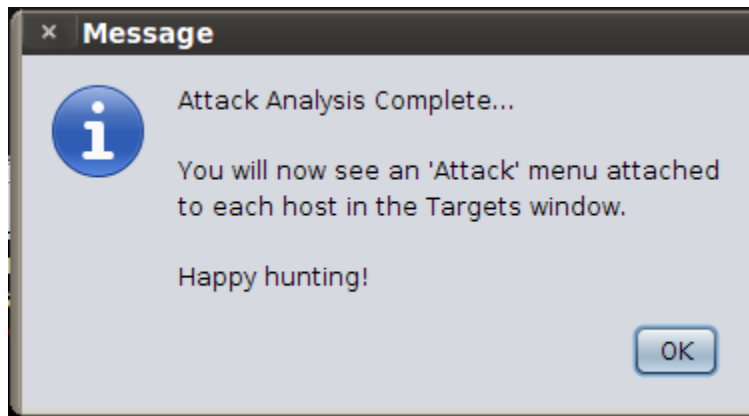 Message
Attack Analysis Complete...
You will now see an 'Attack' menu attached
to each host in the Targets window.
Happy hunting!
OK